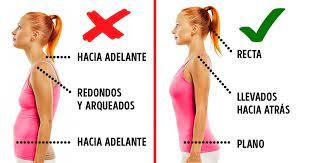 HACIA ADELANTE
REDONDOS
Y ARQUEADOS
HACIA ADELANTE
RECTA
LLEVADOS
HACIA ATRÁS
PLANO